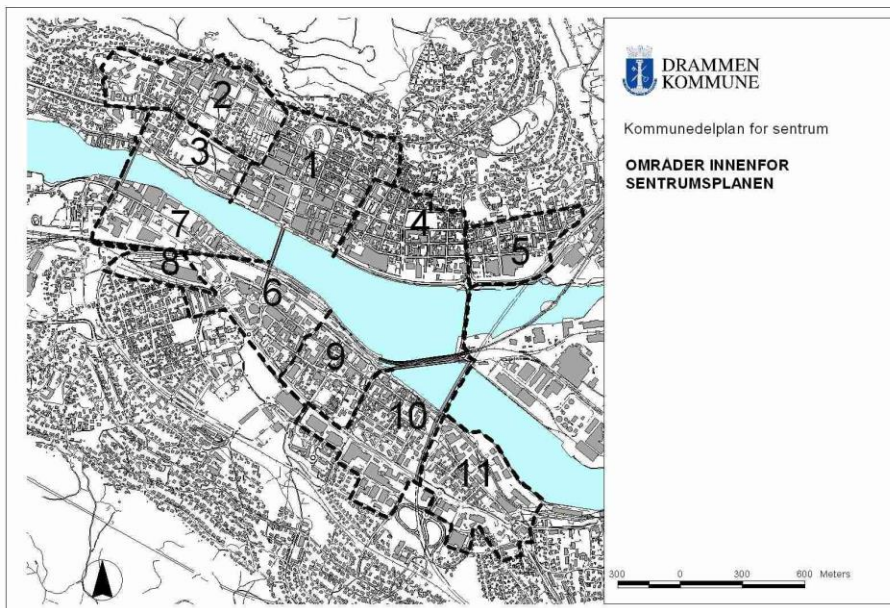 DRAMMEN
KOMMUNE
Kommunedelplan for sentrum
OMRÅDER INNENFOR
SENTRUMSPLANEN
2
3
1
4
5
7
8
6
9
10
11
300 0 300 600 Meters